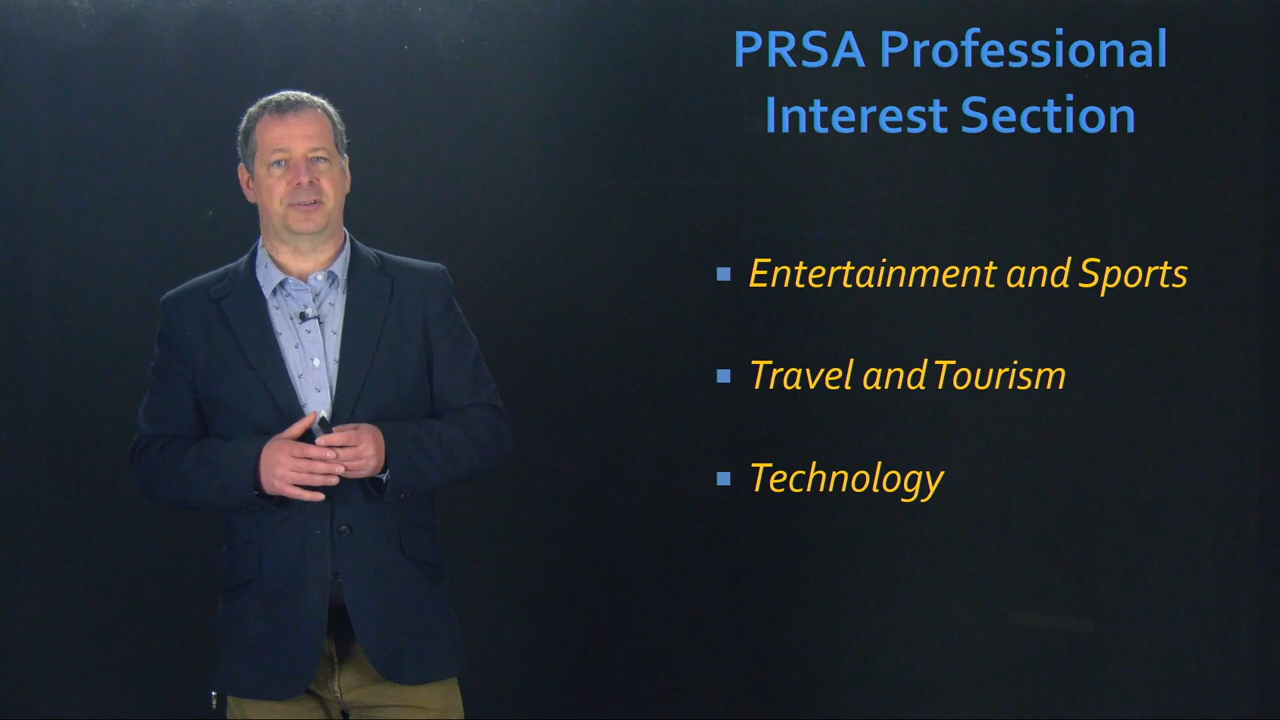 PRSA Professional
Interest Section
Entertainment and Sports
Travel and Tourism
Technology